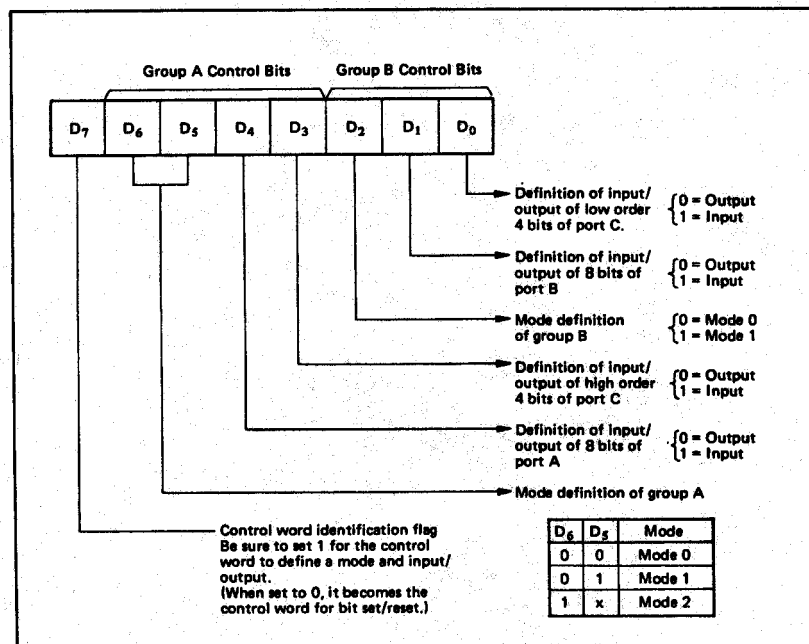 Group A Control Bits Group B Control Bits
D7 D6 D5 D4 D3 D2 D1 D0
Definition of input/
output of low order
4 bits of port C.
0 = Output
1 = Input
Definition of input/
output of 8 bits of
port B
0 = Output
1 = Input
Mode definition
of group B
0 = Mode 0
1 = Mode 1
Definition of input/
output of high order
4 bits of port C
0 = Output
1 = Input
Definition of input/
output of 8 bits of
port A
0 = Output
1 = Input
Mode definition of group A
Control word identification flag
Be sure to set 1 for the control
word to define a mode and input/
output.
(When set to 0, it becomes the
control word for bit set/reset.)
D6 D5 Mode
0 0 Mode 0
0 1 Mode 1
1 x Mode 2